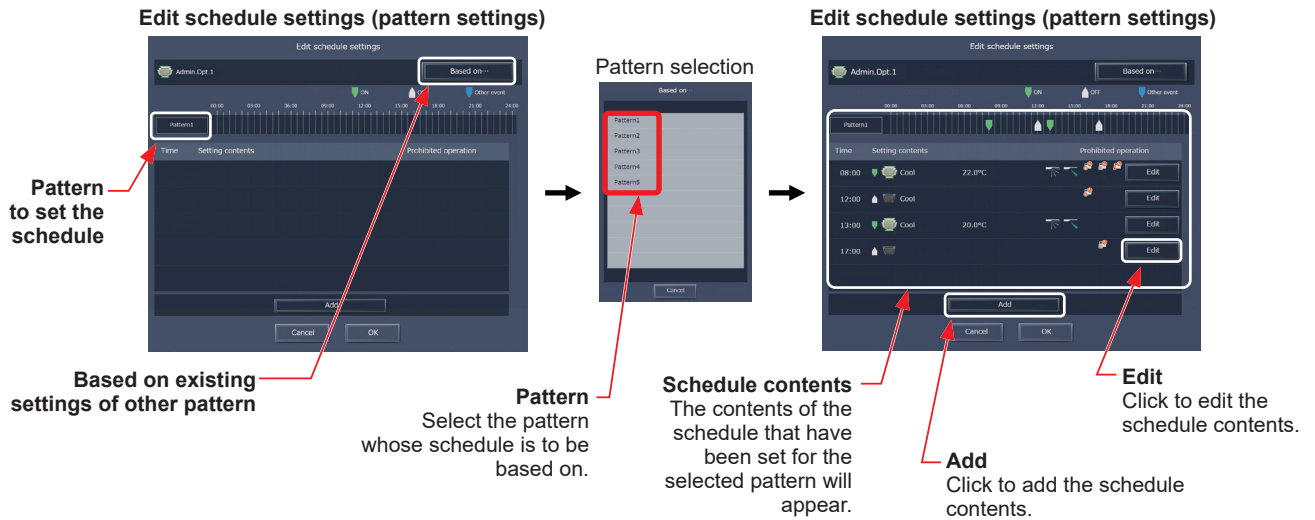 Edit schedule settings (pattern settings)
Edit schedule settings
Admin.Dpt.1
Based on···
ON
Other event
00:00 03:00 06:00 09:00 12:00 15:00 18:00 21:00 24:00
Pattern1
Time Setting contents Prohibited operation
Add
Cancel OK
Pattern
to set the
schedule
Based on existing
settings of other pattern
Pattern selection
Based on···
Pattern1
Pattern2
Pattern3
Pattern4
Pattern5
Cancel
Pattern
Select the pattern
whose schedule is to be
based on.
Edit schedule settings (pattern settings)
Edit schedule settings
Admin.Dpt.1
Based on···
ON OFF Other event
00:00 03:00 06:00 09:00 12:00 15:00 18:00 21:00 24:00
Pattern1
Time Setting contents Prohibited operation
08:00 Cool 22.0°C Edit
12:00 Cool Edit
13:00 Cool 20.0°C Edit
17:00 Edit
Add
Cancel OK
Schedule contents
The contents of the
schedule that have
been set for the
selected pattern will
appear.
Add
Click to add the schedule
contents.
Edit
Click to edit the
schedule contents.